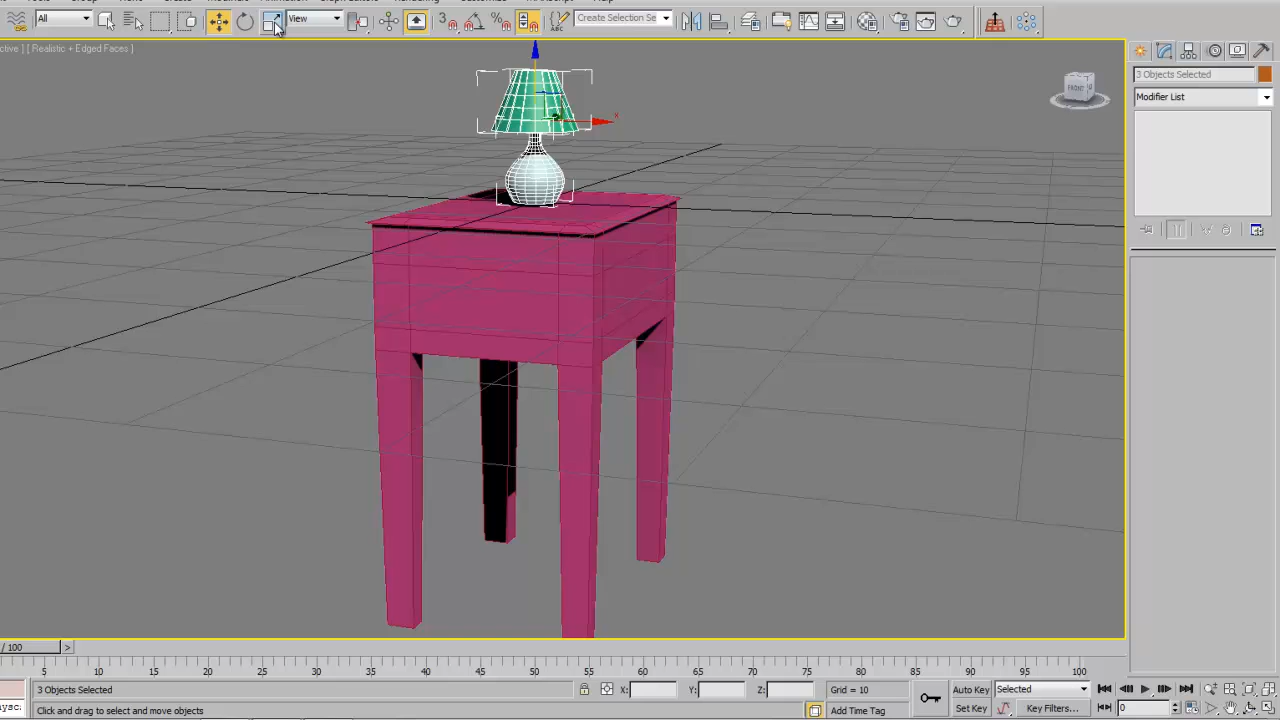 All
View
3
%
ABC
Create Selection Se
ctive ] [ Realistic + Edged Faces ]
FRONT
x
3 Objects Selected
Modifier List
/ 100
>
5 10 15 20 25 30 35 40 45 50 55 60 65 70 75 80 85 90 95 100
3 Objects Selected
X:
Y:
Z:
Grid = 10
Auto Key
Selected
Click and drag to select and move objects
Add Time Tag
Set Key
Key Filters...
0